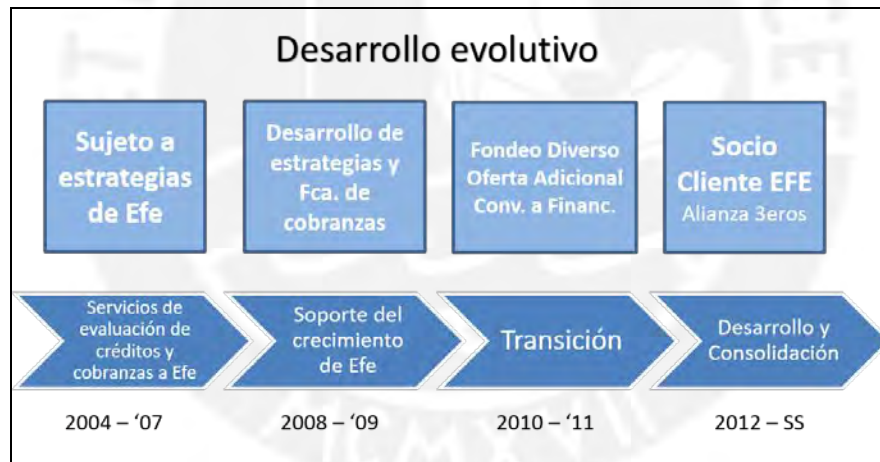 Desarrollo evolutivo
Sujeto a
estrategias
de Efe
Desarrollo de
estrategias y
Fca. de
cobranzas
Fondeo Diverso
Oferta Adicional
Conv. a Financ.
Socio
Cliente EFE
Alianza 3eros
Servicios de
evaluación de
créditos y
cobranzas a Efe
Soporte del
crecimiento
de Efe
Transición
Desarrollo y
Consolidación
2004 – ‘07
2008 – ‘09
2010 – ‘11
2012 – SS